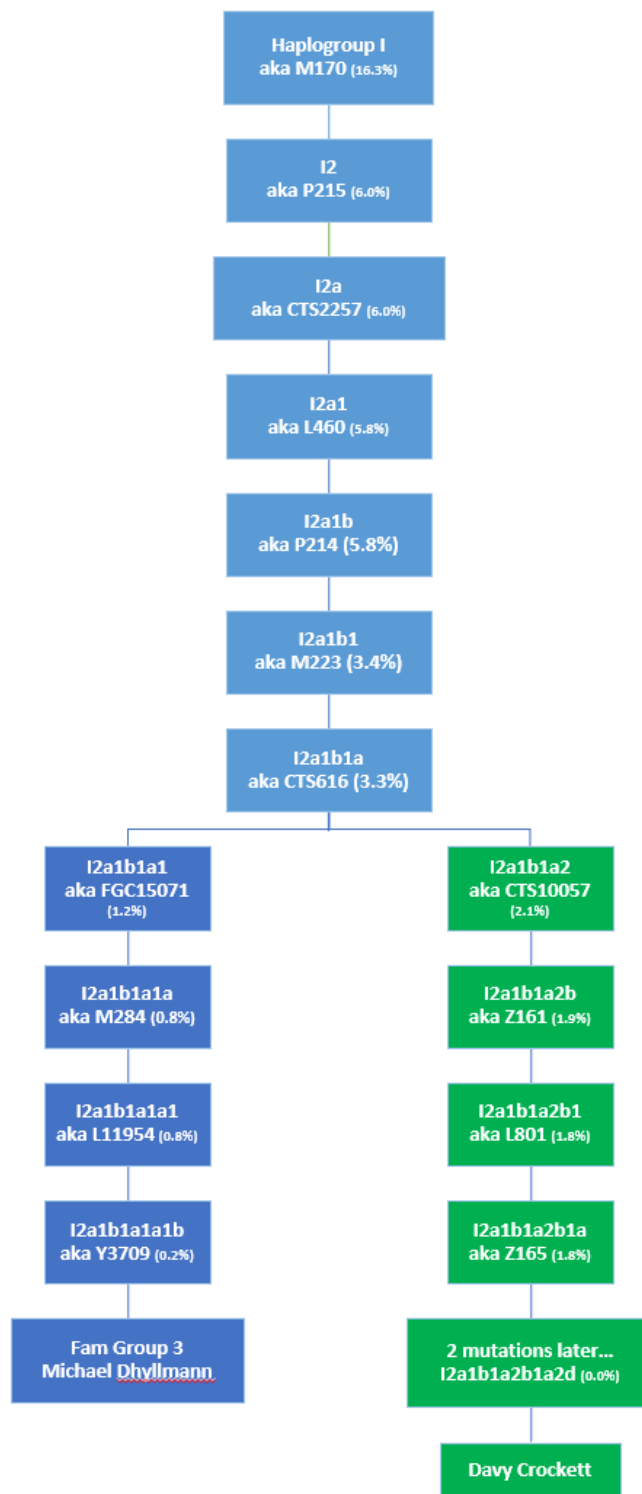 Haplogroup I
aka M170 (16.3%)
I2
aka P215 (6.0%)
I2a
aka CTS2257 (6.0%)
I2a1
aka L460 (5.8%)
I2a1b
aka P214 (5.8%)
I2a1b1
aka M223 (3.4%)
I2a1b1a
aka CTS616 (3.3%)
I2a1b1a1
aka FGC15071
(1.2%)
I2a1b1a1a
aka M284 (0.8%)
I2a1b1a1a1
aka L11954 (0.8%)
I2a1b1a1a1b
aka Y3709 (0.2%)
Fam Group 3
Michael Dhyllmann
I2a1b1a2
aka CTS10057
(2.1%)
I2a1b1a2b
aka Z161 (1.9%)
I2a1b1a2b1
aka L801 (1.8%)
I2a1b1a2b1a
aka Z165 (1.8%)
2 mutations later...
I2a1b1a2b1a2d (0.0%)
Davy Crockett